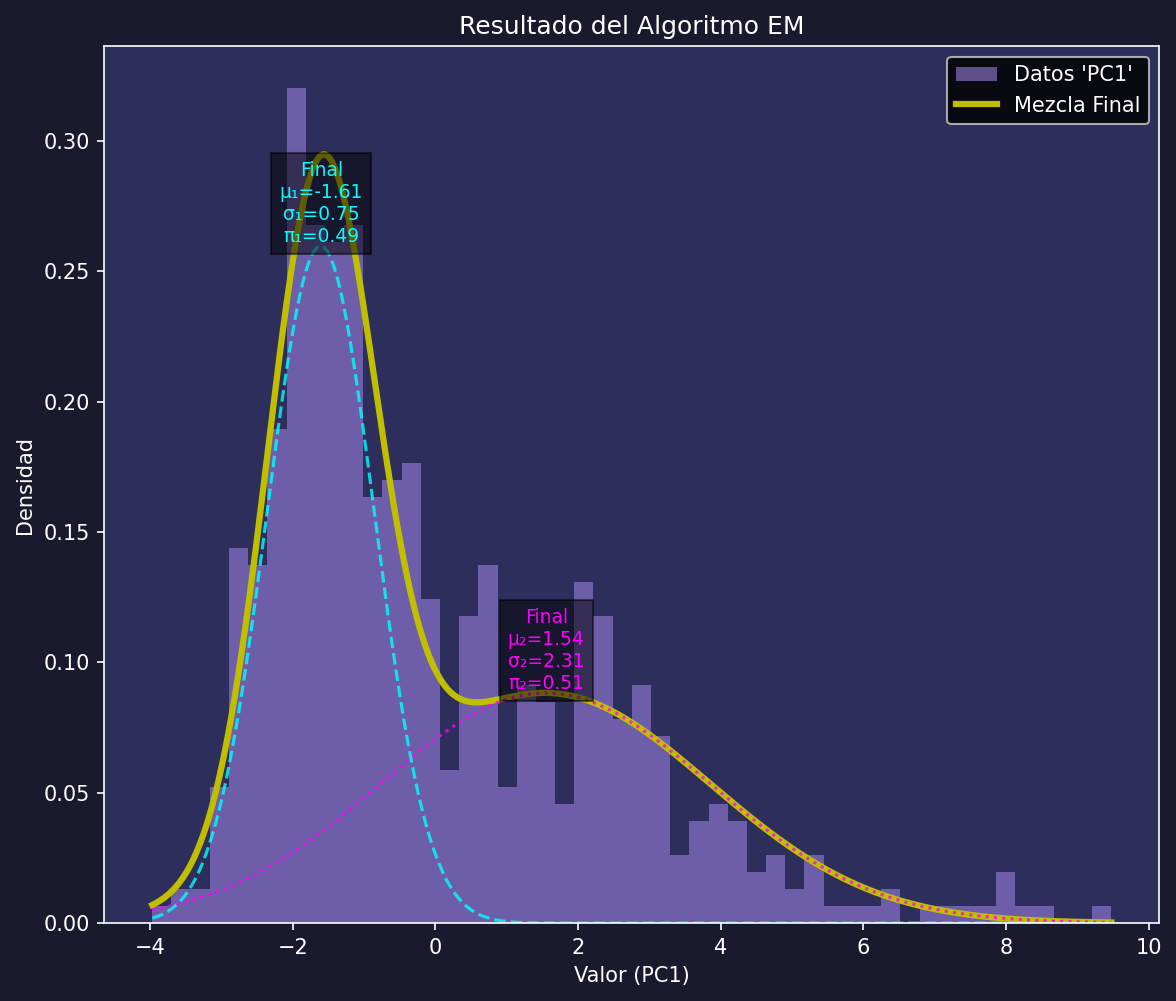 Resultado del Algoritmo EM
Datos 'PC1'
Mezcla Final
Final
μ₁=-1.61
σ₁=0.75
π₁=0.49
Final
μ₂=1.54
σ₂=2.31
π₂=0.51
Densidad
0.30
0.25
0.20
0.15
0.10
0.05
0.00
−4
−2
0
2
4
6
8
10
Valor (PC1)